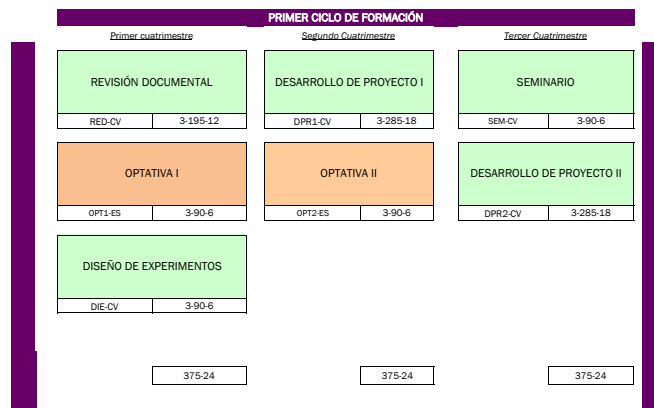 PRIMER CICLO DE FORMACIÓN
Primer cuatrimestre Segundo Cuatrimestre Tercer Cuatrimestre
REVISIÓN DOCUMENTAL DESARROLLO DE PROYECTO I SEMINARIO
RED-CV 3-195-12 DPR1-CV 3-285-18 SEM-CV 3-90-6
OPTATIVA I OPTATIVA II DESARROLLO DE PROYECTO II
OPT1-ES 3-90-6 OPT2-ES 3-90-6 DPR2-CV 3-285-18
DISEÑO DE EXPERIMENTOS
DIE-CV 3-90-6
375-24 375-24 375-24